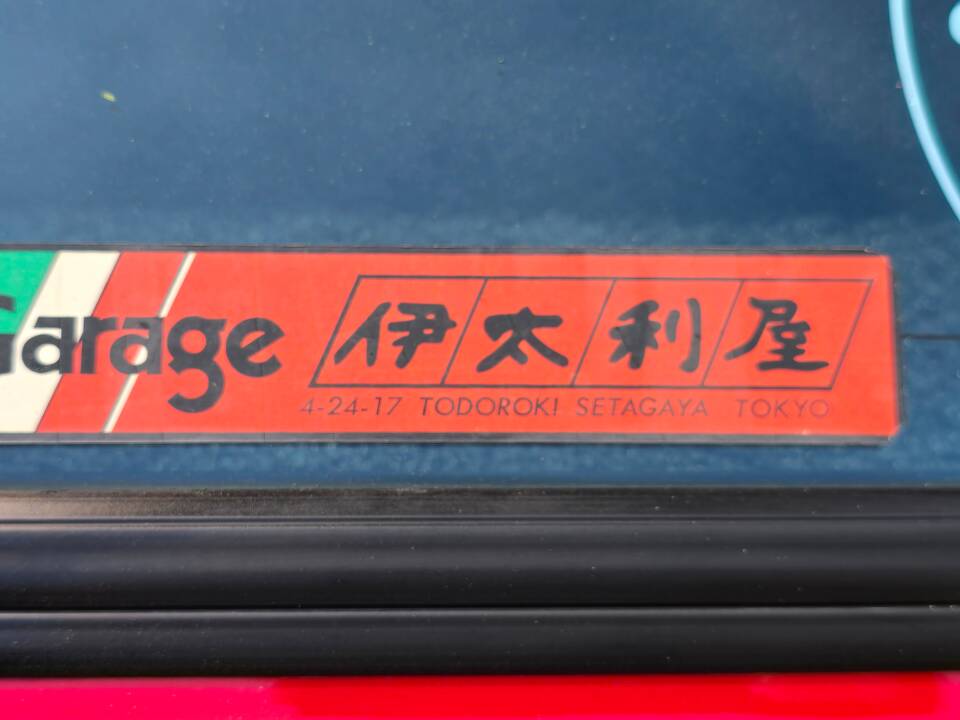 Garage 伊太利屋
4-24-17 TODOROKI SETAGAYA TOKYO